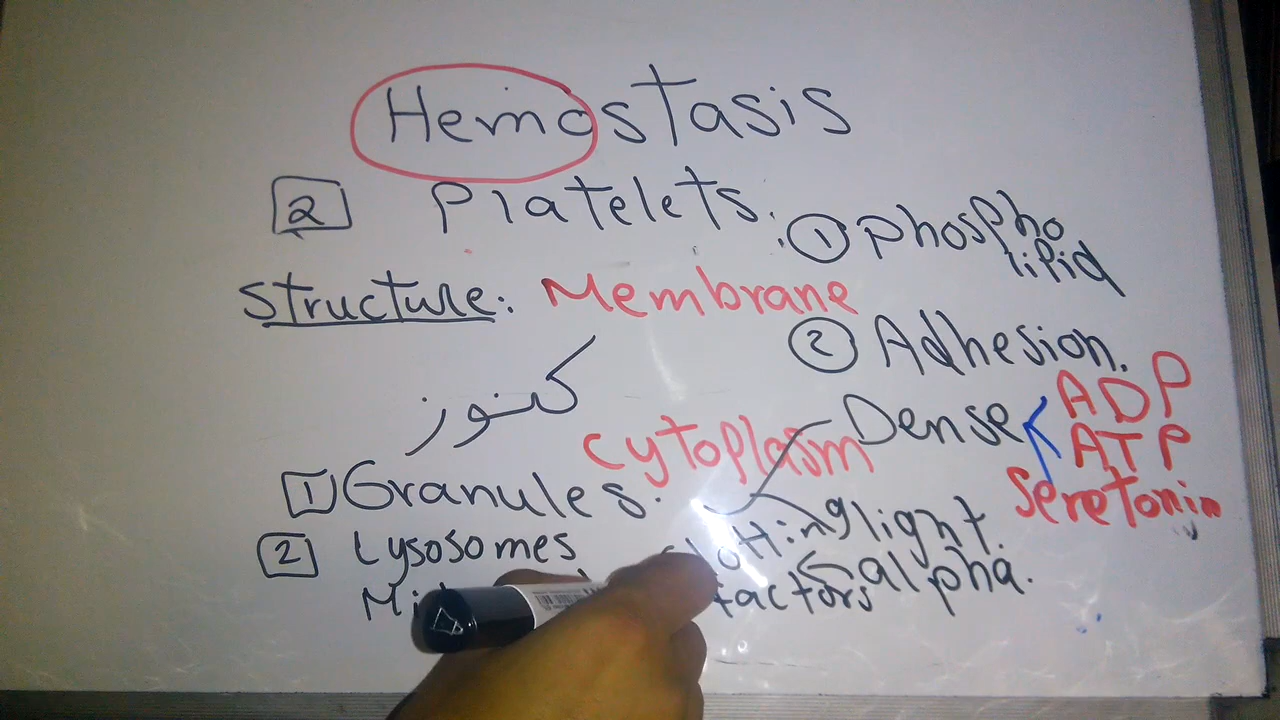 Hemostasis
2 Platelets.
① Phospho
lipid
Structure: Membrane
② Adhesion.
كنوز
Cytoplasm
Dense
ADP
ATP
Seretonin
1 Granules.
light.
alpha.
clotting
factors
2 Lysosomes